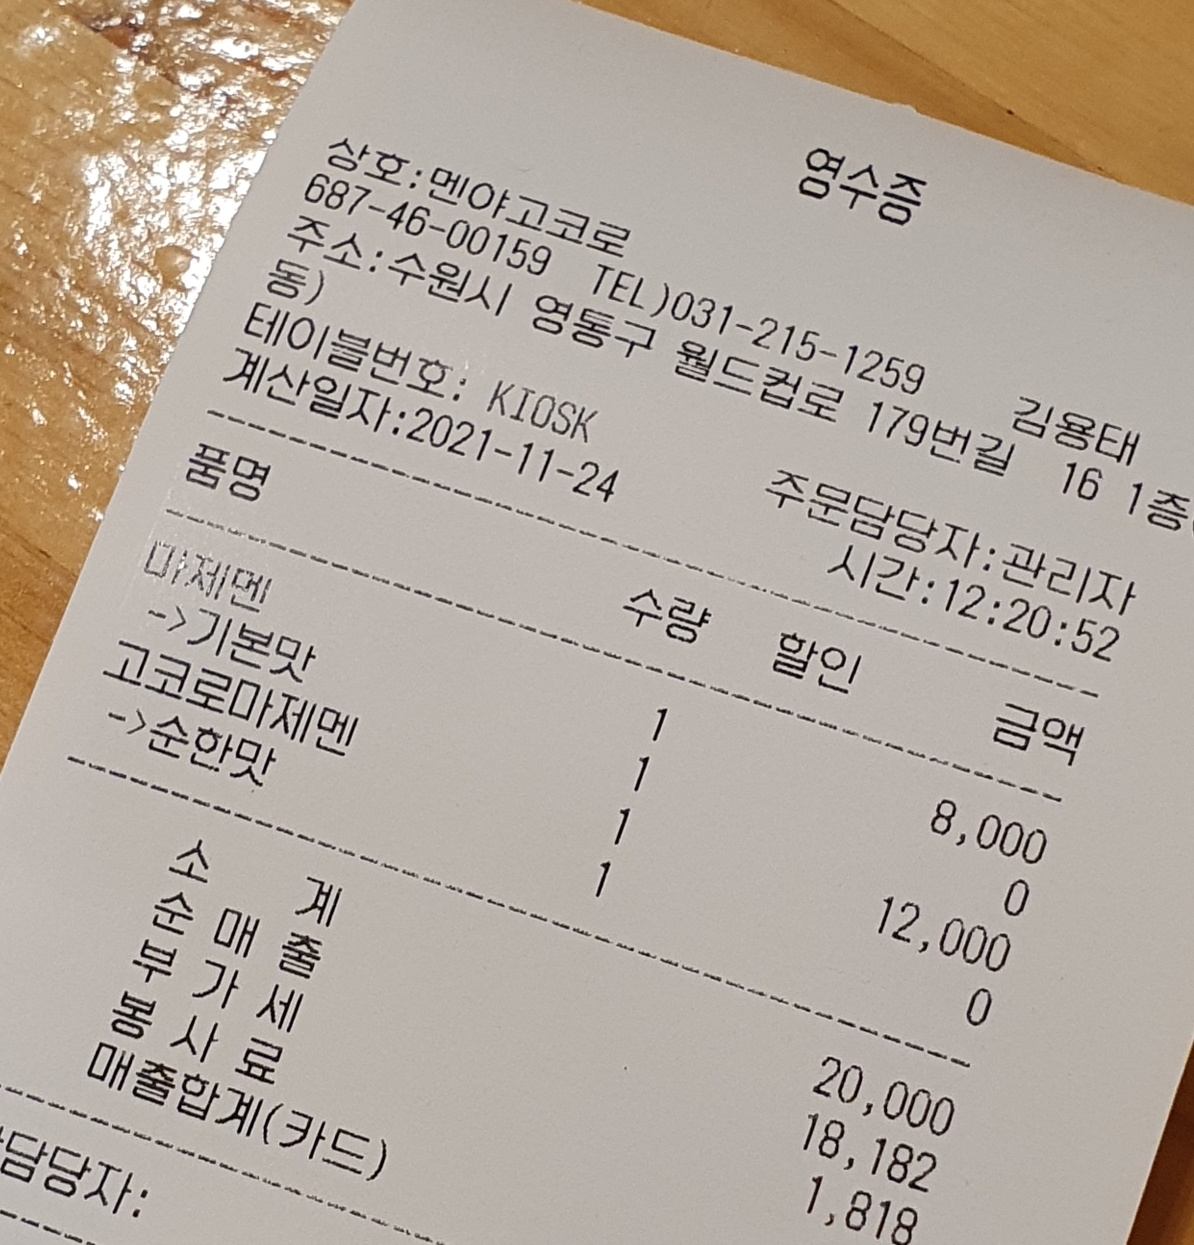 영수증
상호:멘야고코로
687-46-00159 TEL)031-215-1259 김용태
주소:수원시 영통구 월드컵로 179번길 16 1층(
동)
테이블번호: KIOSK 주문담당자:관리자
계산일자:2021-11-24 시간:12:20:52
품명 수량 할인 금액
마제멘 1 8,000
->기본맛 1 0
고코로마제멘 1 12,000
->순한맛 1 0
소 계 20,000
순 매 출 18,182
부 가 세 1,818
봉 사 료
매출합계(카드)
담당자: